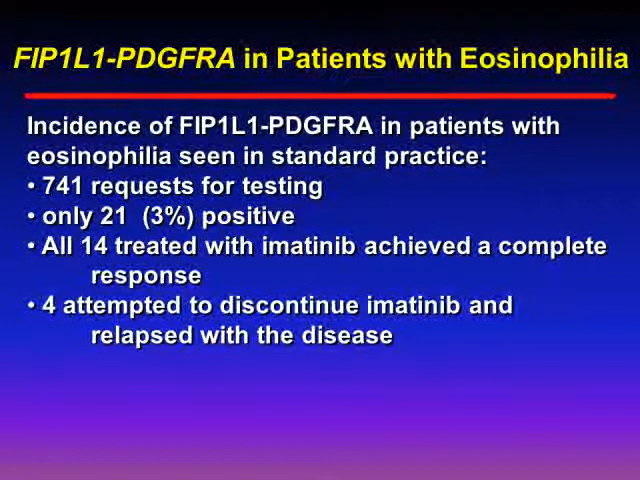 FIP1L1-PDGFRA in Patients with Eosinophilia
Incidence of FIP1L1-PDGFRA in patients with
eosinophilia seen in standard practice:
• 741 requests for testing
• only 21  (3%) positive
• All 14 treated with imatinib achieved a complete
response
• 4 attempted to discontinue imatinib and
relapsed with the disease